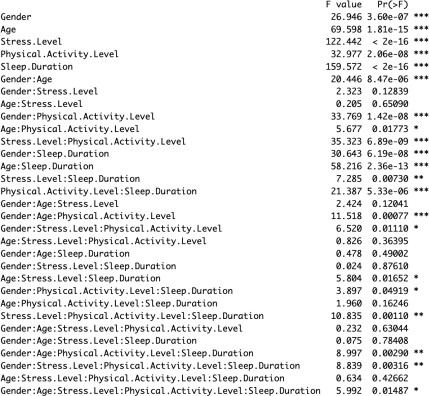 F value Pr(>F)
Gender 26.946 3.60e-07 ***
Age 69.598 1.81e-15 ***
Stress.Level 122.442 < 2e-16 ***
Physical.Activity.Level 32.977 2.06e-08 ***
Sleep.Duration 159.572 < 2e-16 ***
Gender:Age 20.446 8.47e-06 ***
Gender:Stress.Level 2.323 0.12839
Age:Stress.Level 0.205 0.65090
Gender:Physical.Activity.Level 33.769 1.42e-08 ***
Age:Physical.Activity.Level 5.677 0.01773 *
Stress.Level:Physical.Activity.Level 35.323 6.89e-09 ***
Gender:Sleep.Duration 30.643 6.19e-08 ***
Age:Sleep.Duration 58.216 2.36e-13 ***
Stress.Level:Sleep.Duration 7.285 0.00730 **
Physical.Activity.Level:Sleep.Duration 21.387 5.33e-06 ***
Gender:Age:Stress.Level 2.424 0.12041
Gender:Age:Physical.Activity.Level 11.518 0.00077 ***
Gender:Stress.Level:Physical.Activity.Level 6.520 0.01110 *
Age:Stress.Level:Physical.Activity.Level 0.826 0.36395
Gender:Age:Sleep.Duration 0.478 0.49002
Gender:Stress.Level:Sleep.Duration 0.024 0.87610
Age:Stress.Level:Sleep.Duration 5.804 0.01652 *
Gender:Physical.Activity.Level:Sleep.Duration 3.897 0.04919 *
Age:Physical.Activity.Level:Sleep.Duration 1.960 0.16246
Stress.Level:Physical.Activity.Level:Sleep.Duration 10.835 0.00110 **
Gender:Age:Stress.Level:Physical.Activity.Level 0.232 0.63044
Gender:Age:Stress.Level:Sleep.Duration 0.075 0.78408
Gender:Age:Physical.Activity.Level:Sleep.Duration 8.997 0.00290 **
Gender:Stress.Level:Physical.Activity.Level:Sleep.Duration 8.839 0.00316 **
Age:Stress.Level:Physical.Activity.Level:Sleep.Duration 0.634 0.42662
Gender:Age:Stress.Level:Physical.Activity.Level:Sleep.Duration 5.992 0.01487 *